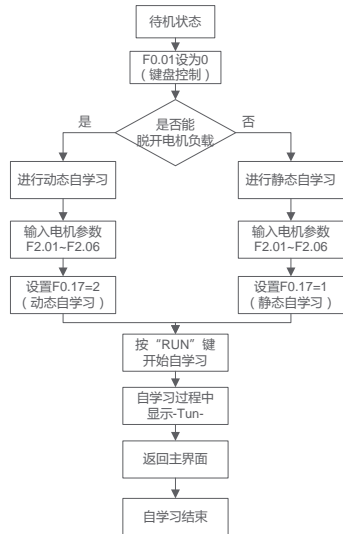 待机状态
F0.01设为0
（键盘控制）
是否能
脱开电机负载
是
否
进行动态自学习
进行静态自学习
输入电机参数
F2.01~F2.06
输入电机参数
F2.01~F2.06
设置F0.17=2
（动态自学习）
设置F0.17=1
（静态自学习）
按“RUN”键
开始自学习
自学习过程中
显示-Tun-
返回主界面
自学习结束